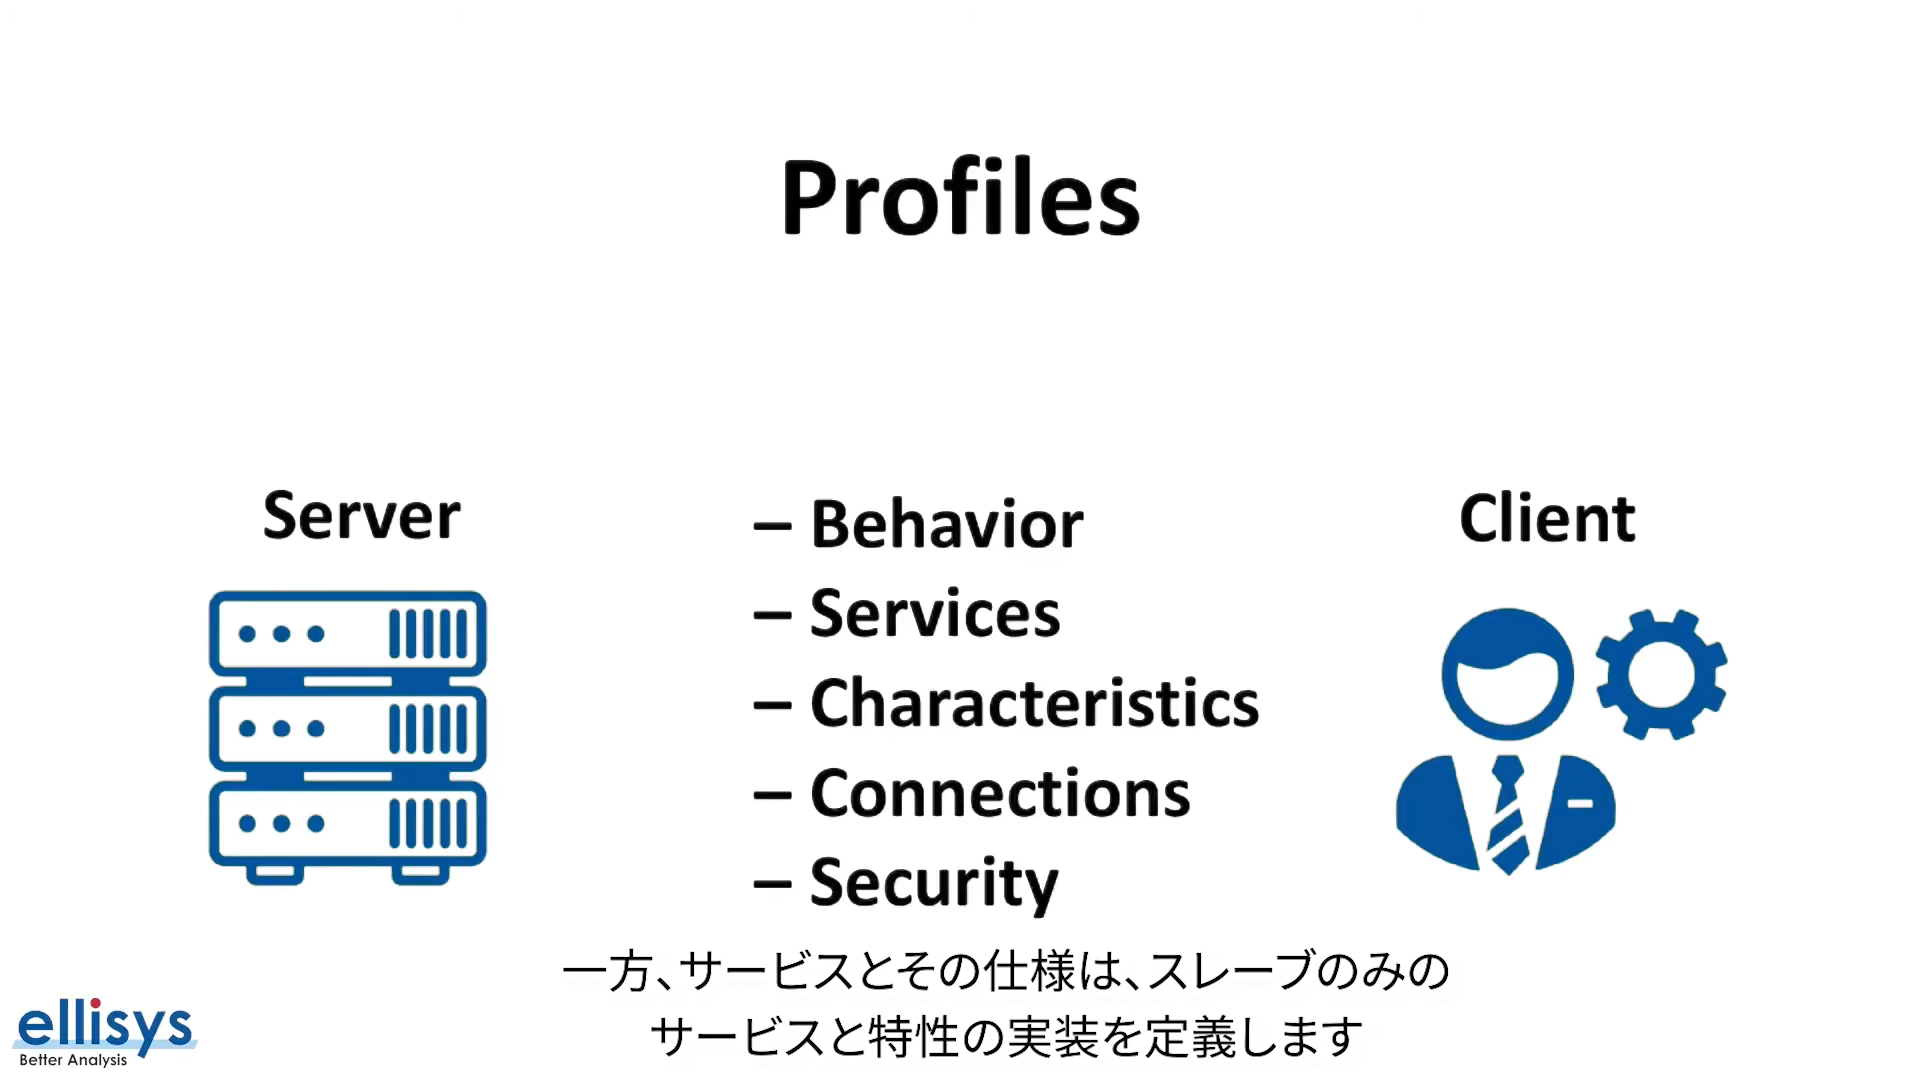 Profiles
Server
– Behavior
– Services
– Characteristics
– Connections
– Security
Client
一方、サービスとその仕様は、スレーブのみの
サービスと特性の実装を定義します
ellisys
Better Analysis